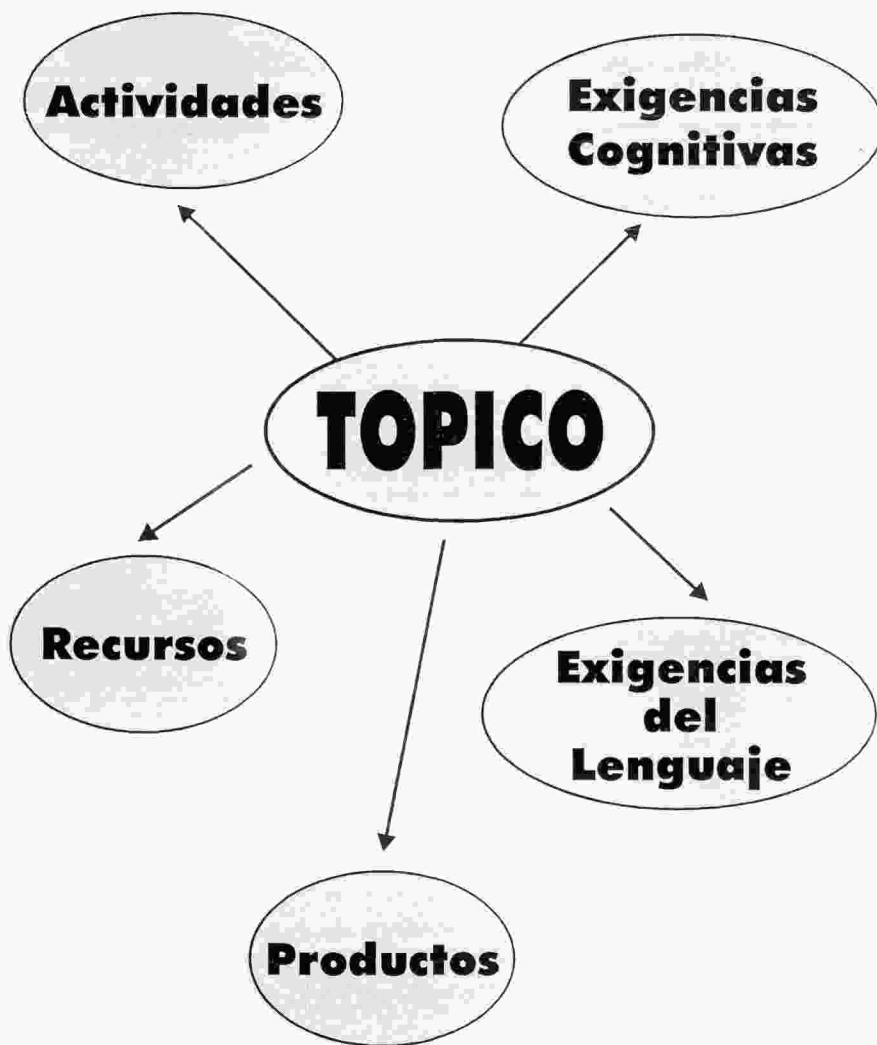 Actividades
Exigencias
Cognitivas
TOPICO
Recursos
Exigencias
del
Lenguaje
Productos